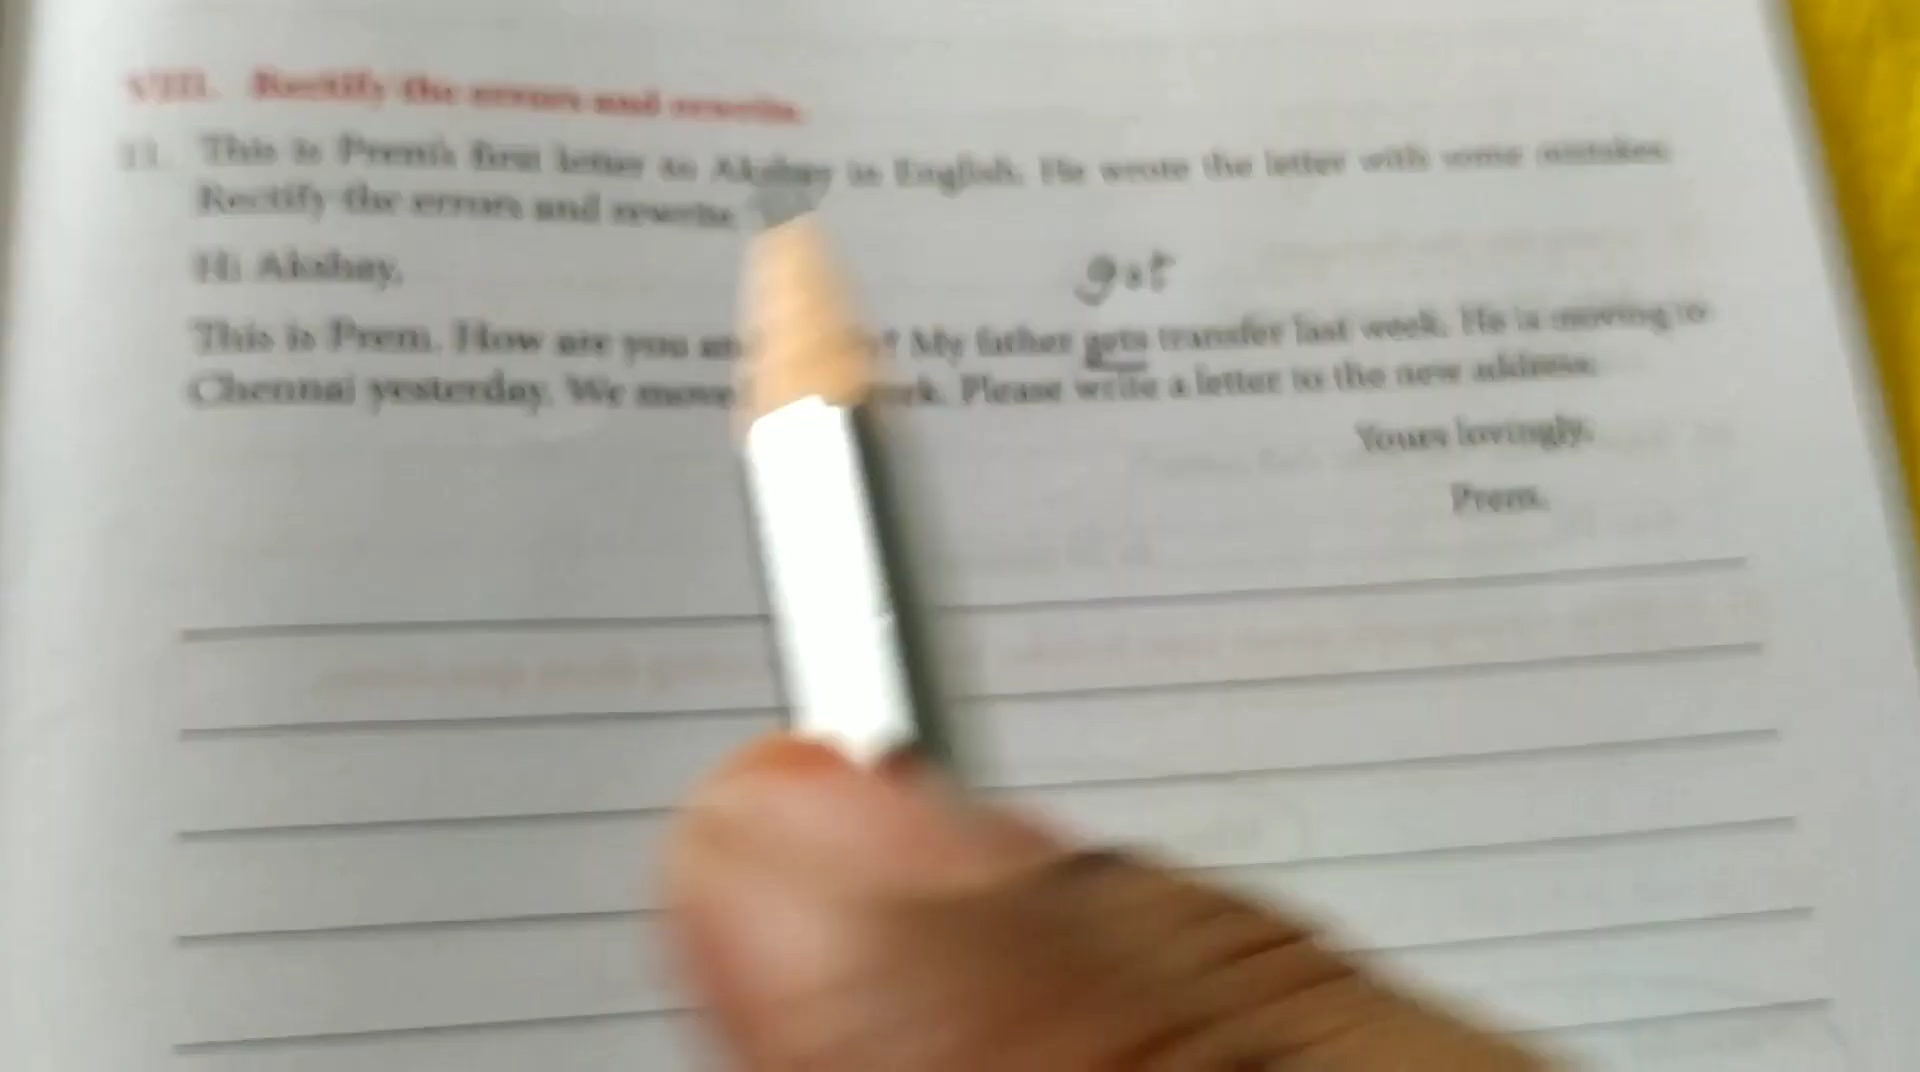 VIII. Rectify the errors and rewrite.
11. This is Prem's first letter to Akshay in English. He wrote the letter with some mistakes.
Rectify the errors and rewrite.
Hi Akshay,
got
This is Prem. How are you My father gets transfer last week. He is moving to
Chennai yesterday. We Please write a letter to the new address.
Yours lovingly,
Prem.